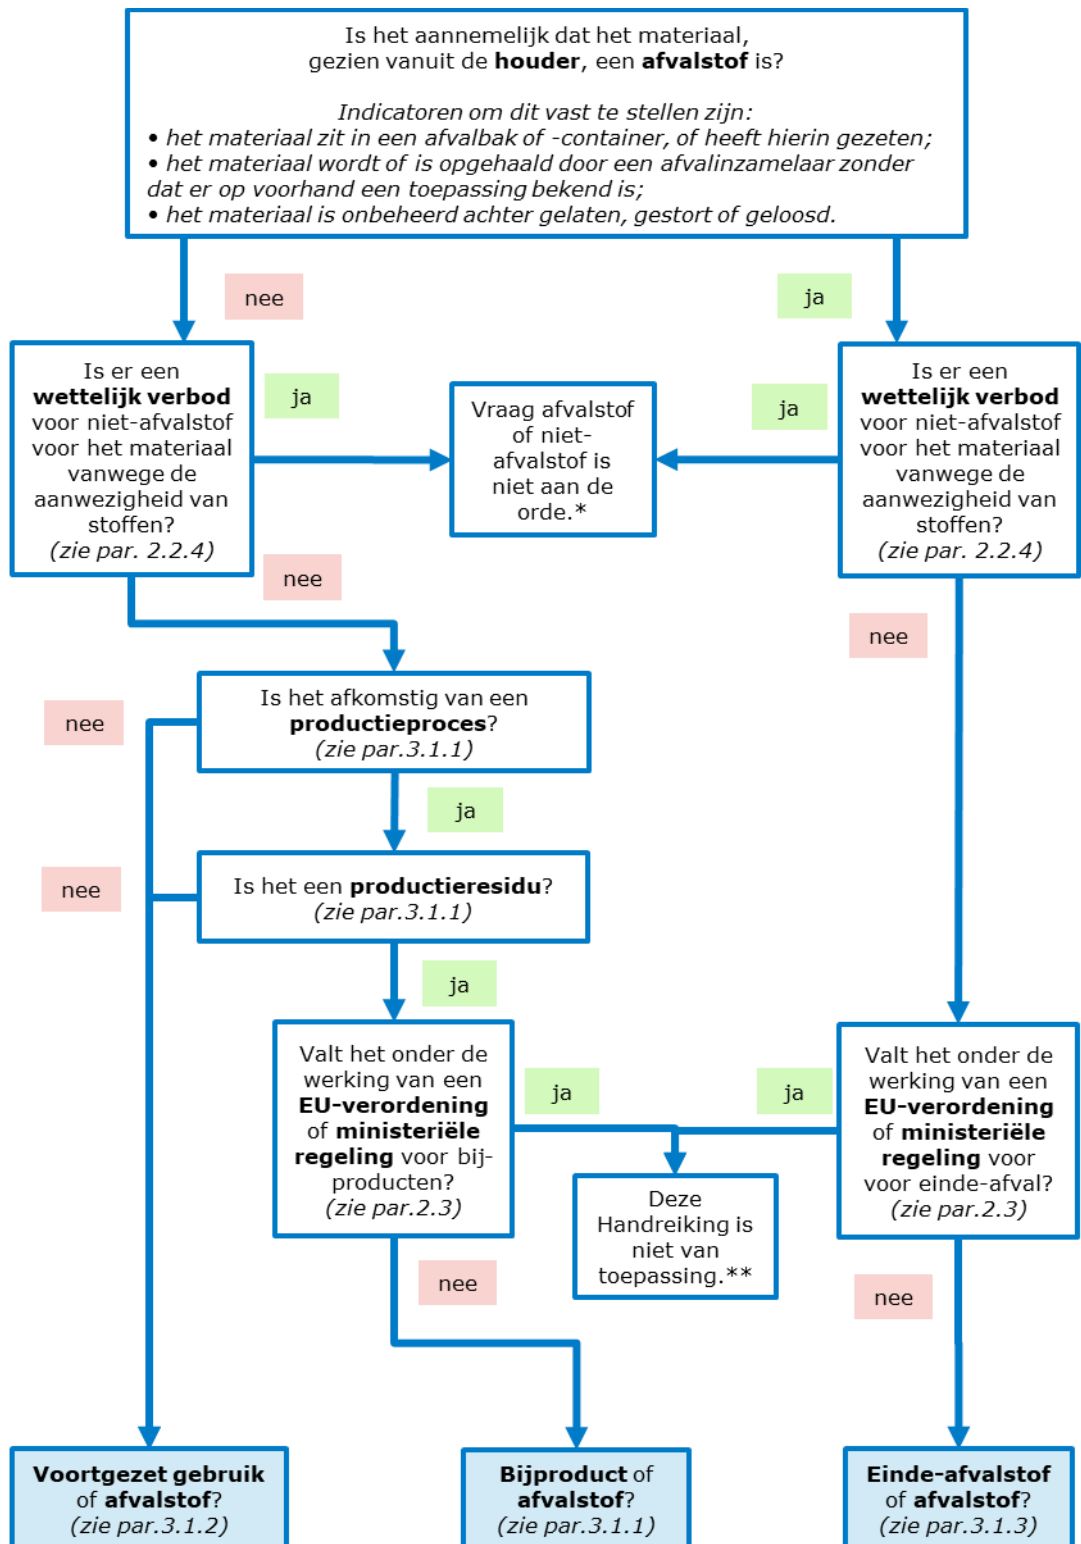 Is het aannemelijk dat het materiaal,
gezien vanuit de houder, een afvalstof is?
Indicatoren om dit vast te stellen zijn:
• het materiaal zit in een afvalbak of -container, of heeft hierin gezeten;
• het materiaal wordt of is opgehaald door een afvalinzamelaar zonder
dat er op voorhand een toepassing bekend is;
• het materiaal is onbeheerd achter gelaten, gestort of geloosd.
nee
ja
Is er een
wettelijk verbod
voor niet-afvalstof
voor het materiaal
vanwege de
aanwezigheid van
stoffen?
(zie par. 2.2.4)
ja
Vraag afvalstof
of niet-
afvalstof is
niet aan de
orde.*
ja
Is er een
wettelijk verbod
voor niet-afvalstof
voor het materiaal
vanwege de
aanwezigheid van
stoffen?
(zie par. 2.2.4)
nee
nee
Is het afkomstig van een
productieproces?
(zie par.3.1.1)
nee
ja
Is het een productieresidu?
(zie par.3.1.1)
nee
ja
Valt het onder de
werking van een
EU-verordening
of ministeriële
regeling voor bij-
producten?
(zie par.2.3)
ja
Deze
Handreiking is
niet van
toepassing.**
ja
Valt het onder de
werking van een
EU-verordening
of ministeriële
regeling voor
voor einde-afval?
(zie par.2.3)
nee
nee
Voortgezet gebruik
of afvalstof?
(zie par.3.1.2)
Bijproduct of
afvalstof?
(zie par.3.1.1)
Einde-afvalstof
of afvalstof?
(zie par.3.1.3)